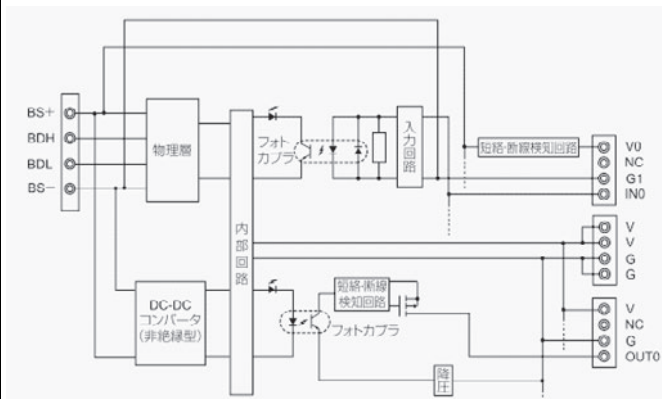 BS+
BDH
BDL
BS−
物理層
フォト
カプラ
入力回路
短絡・断線検知回路
V0
NC
G1
IN0
内部回路
V
V
G
G
DC-DC
コンバータ
(非絶縁型)
短絡・断線
検知回路
フォトカプラ
降圧
V
NC
G
OUT0